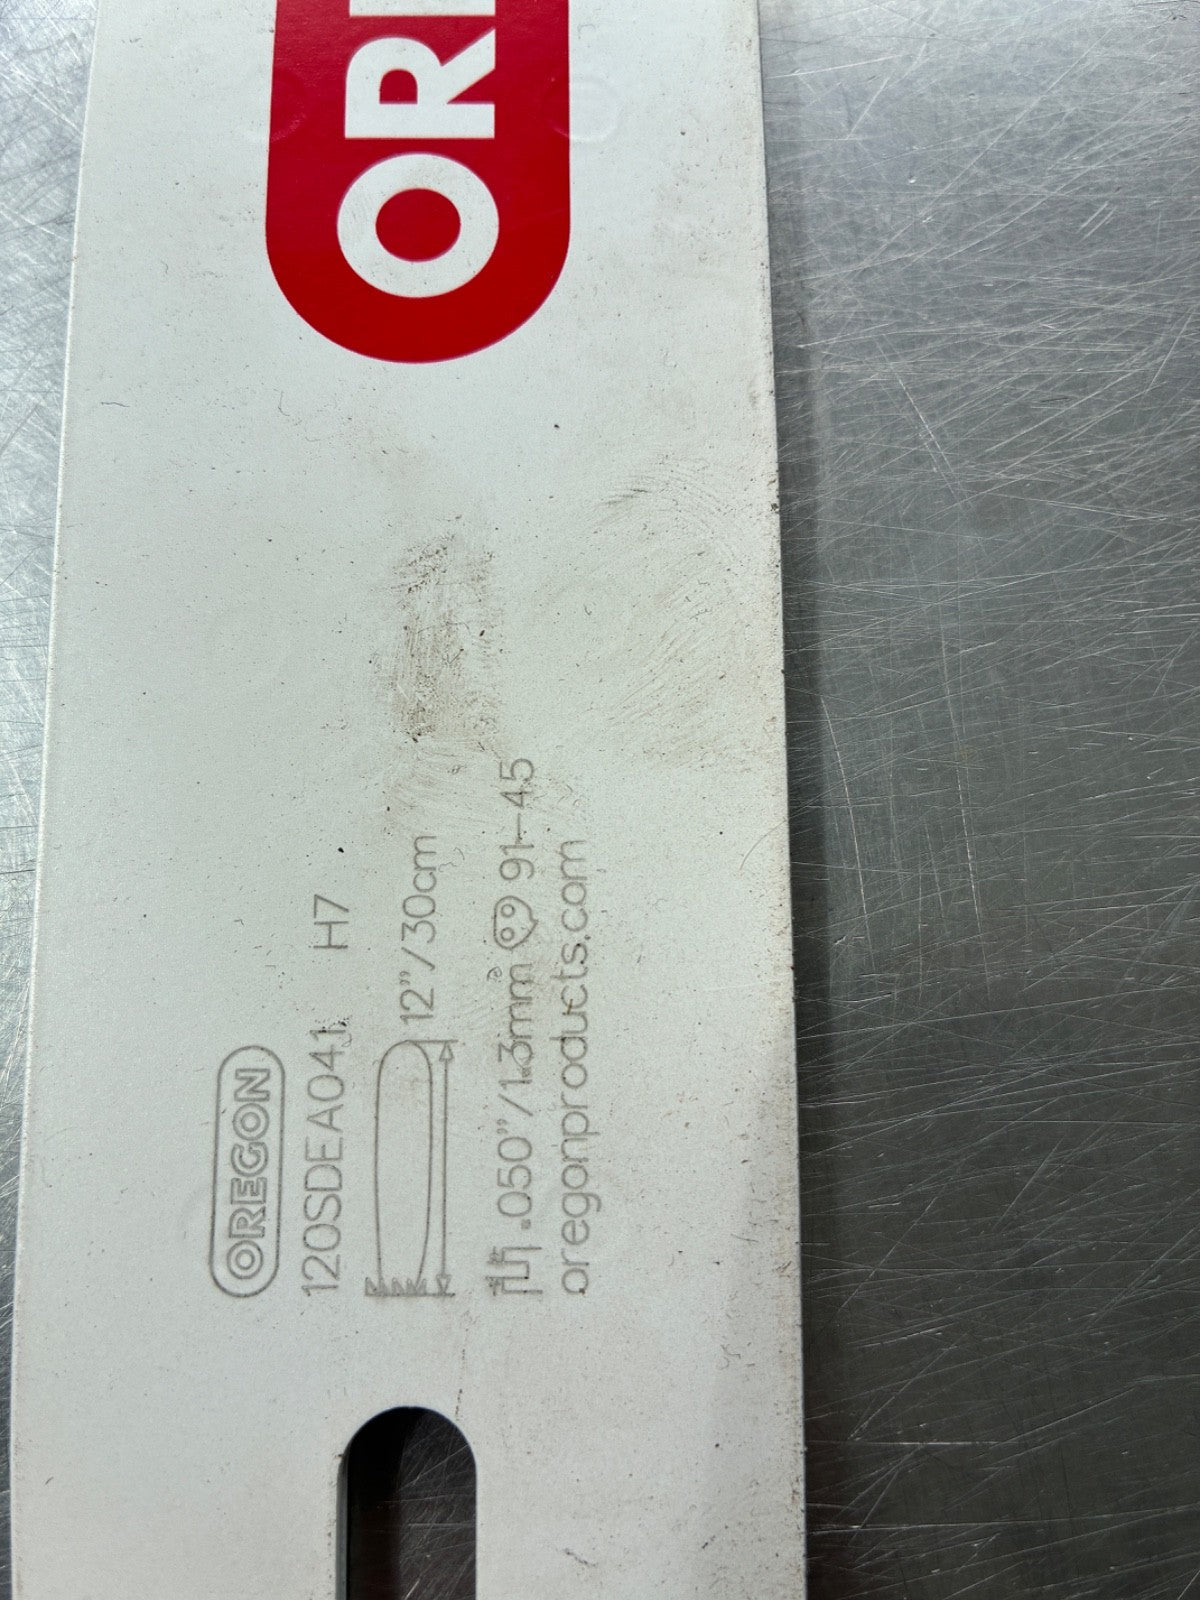 ORE
OREGON
120SDEA041 H7
12"/30cm
.050"/1.3mm 91-45
oregonproducts.com